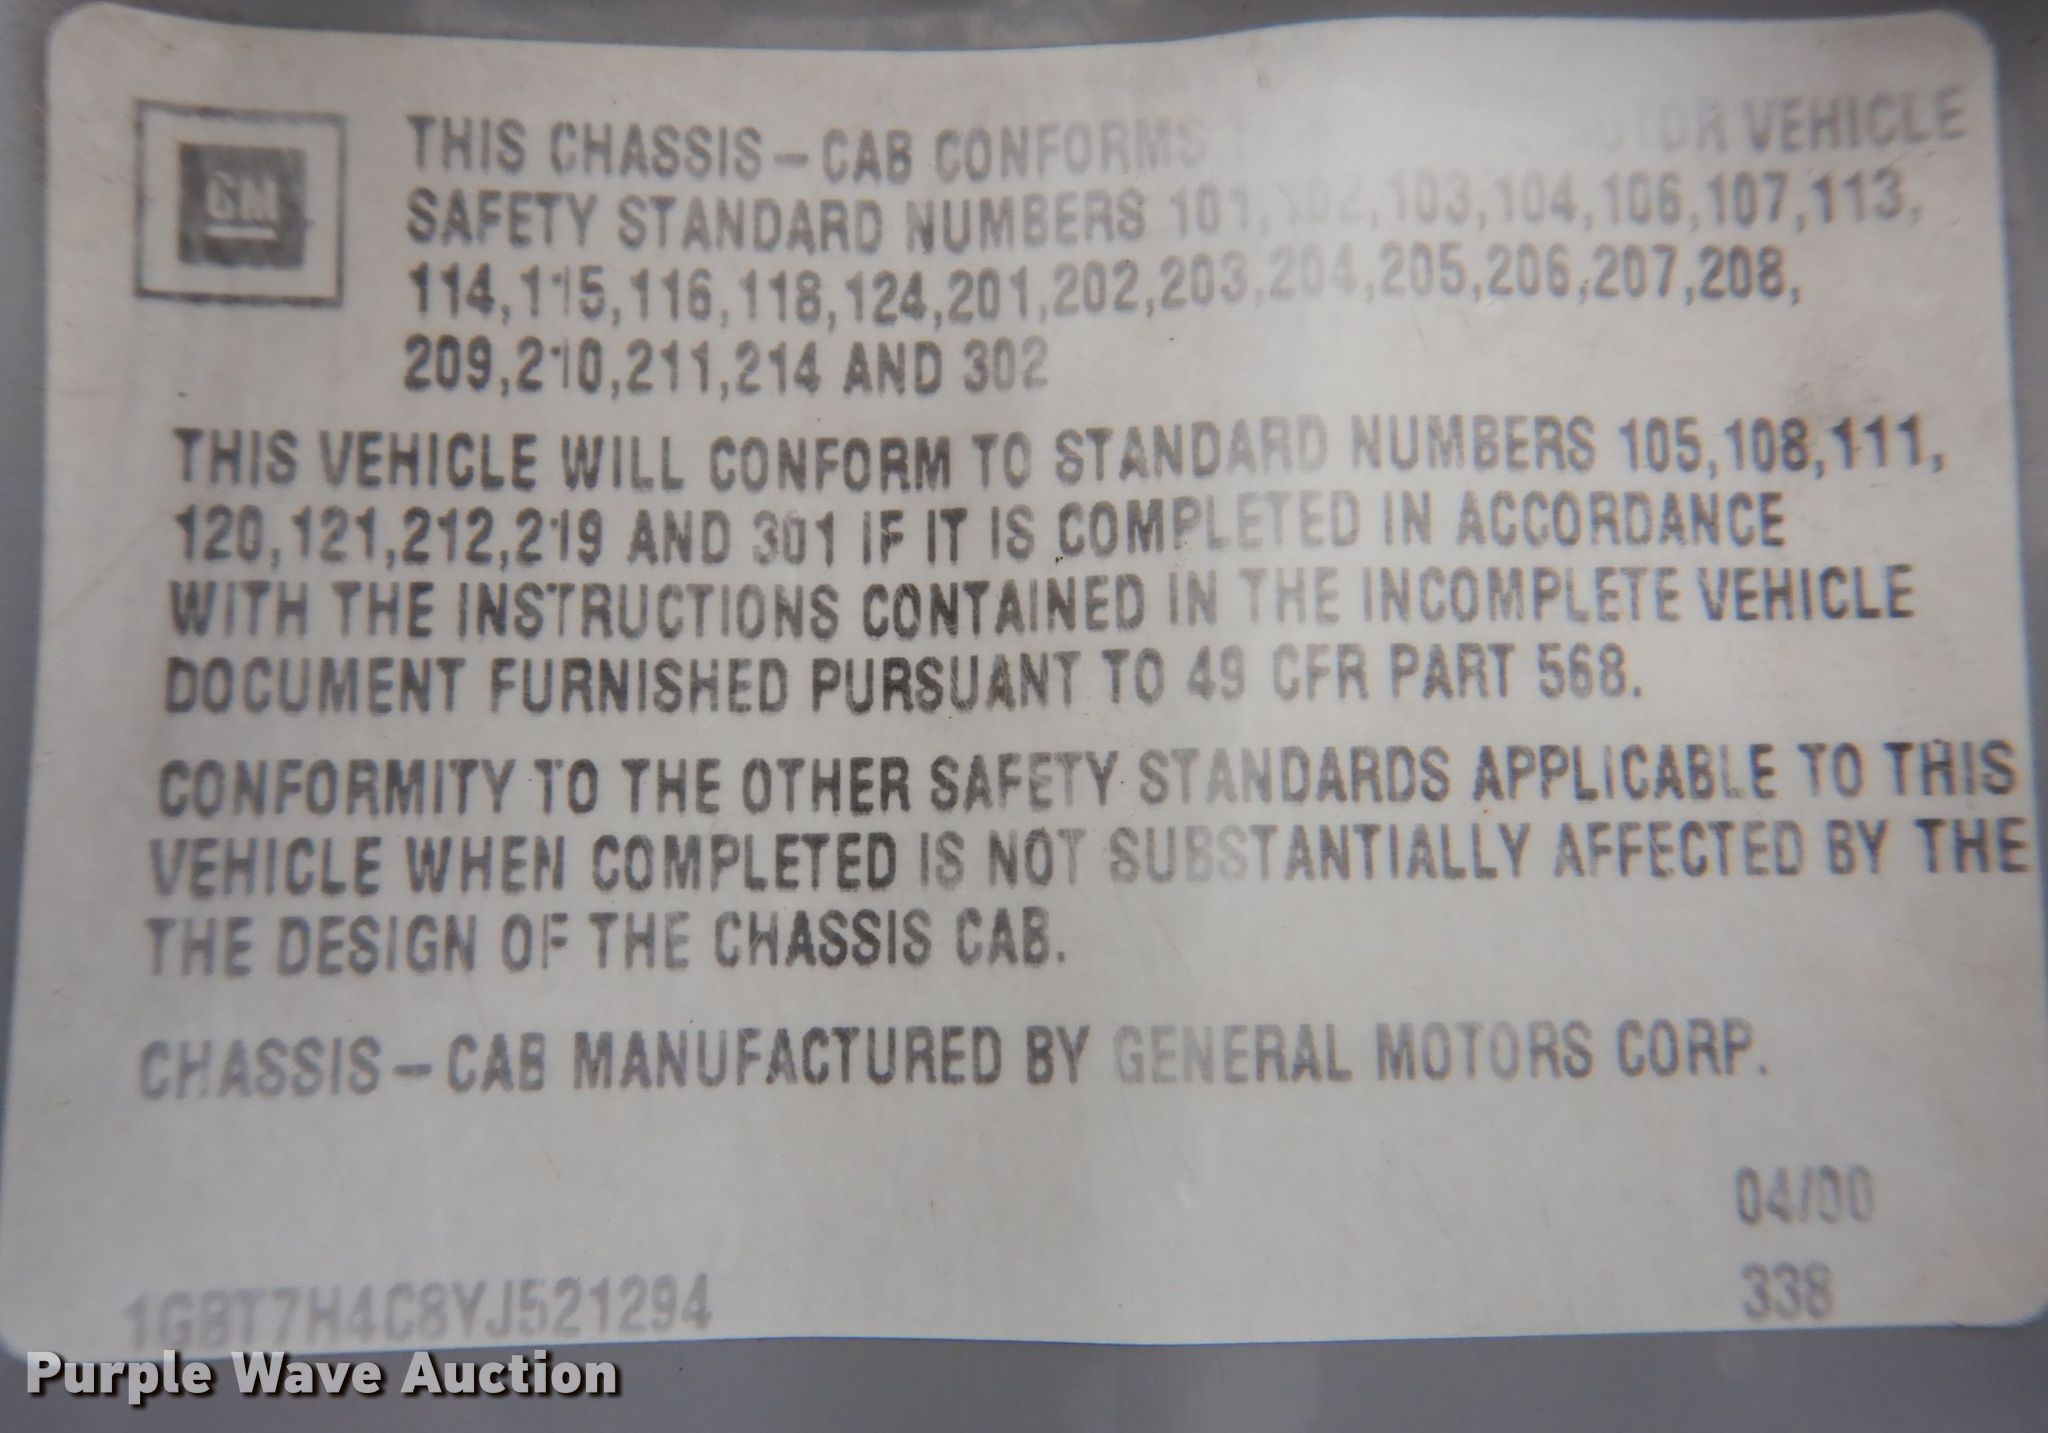 GM
THIS CHASSIS-CAB CONFORMS VEHICLE
SAFETY STANDARD NUMBERS 101,102,103,104,106,107,113,
114,115,116,118,124,201,202,203,204,205,206,207,208,
209,210,211,214 AND 302
THIS VEHICLE WILL CONFORM TO STANDARD NUMBERS 105,108,111,
120,121,212,219 AND 301 IF IT IS COMPLETED IN ACCORDANCE
WITH THE INSTRUCTIONS CONTAINED IN THE INCOMPLETE VEHICLE
DOCUMENT FURNISHED PURSUANT TO 49 CFR PART 568.
CONFORMITY TO THE OTHER SAFETY STANDARDS APPLICABLE TO THIS
VEHICLE WHEN COMPLETED IS NOT SUBSTANTIALLY AFFECTED BY THE
THE DESIGN OF THE CHASSIS CAB.
CHASSIS-CAB MANUFACTURED BY GENERAL MOTORS CORP.
04/00
338
1GBT7H4C8YJ521294
Purple Wave Auction